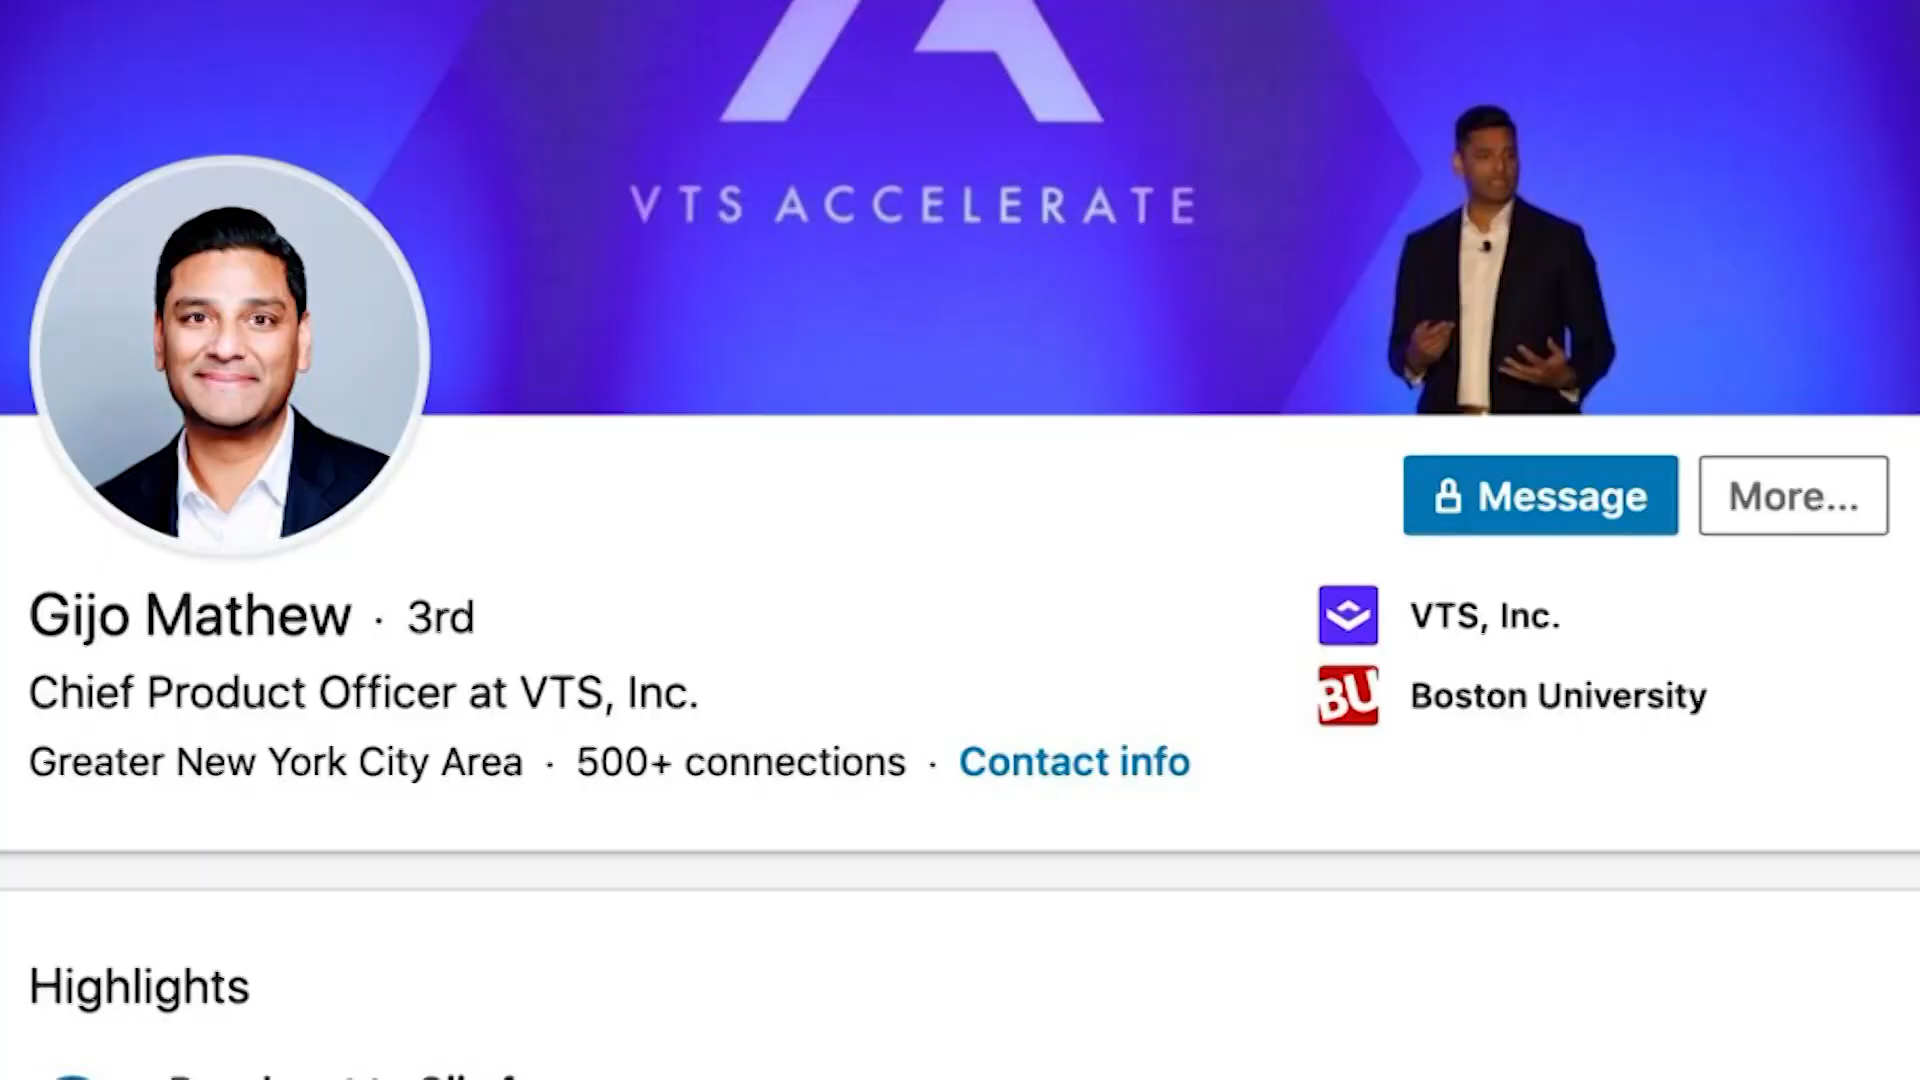 VTS ACCELERATE
Message
More...
Gijo Mathew · 3rd
Chief Product Officer at VTS, Inc.
Greater New York City Area · 500+ connections · Contact info
VTS, Inc.
BU
Boston University
Highlights